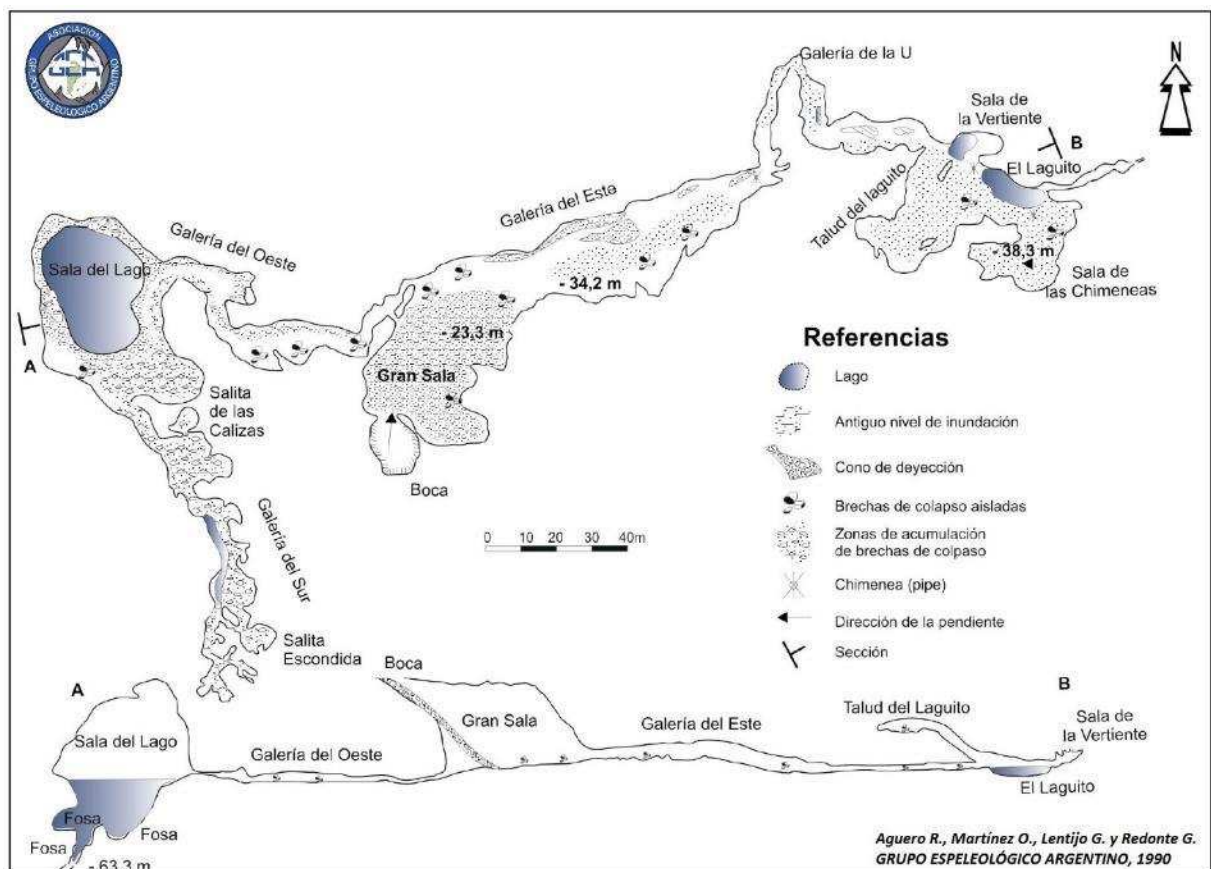 ASOCIACION
GEA
GRUPO ESPELEOLOGICO ARGENTINO
Galería de la U
N
Sala de
la Vertiente
B
El Laguito
Galería del Este
Talud del laguito
Galería del Oeste
Sala del Lago
- 38,3 m
- 34,2 m
Sala de
las Chimeneas
- 23,3 m
A
Gran Sala
Salita
de las
Calizas
Boca
Galería del Sur
0 10 20 30 40m
Salita
Escondida
Referencias
Lago
Antiguo nivel de inundación
Cono de deyección
Brechas de colapso aisladas
Zonas de acumulación
de brechas de colpaso
Chimenea (pipe)
Dirección de la pendiente
Sección
A
Boca
B
Sala del Lago
Galería del Oeste
Gran Sala
Galería del Este
Talud del Laguito
Sala de
la Vertiente
El Laguito
Fosa
Fosa
Fosa
- 63,3 m
Aguero R., Martínez O., Lentijo G. y Redonte G.
GRUPO ESPELEOLÓGICO ARGENTINO, 1990